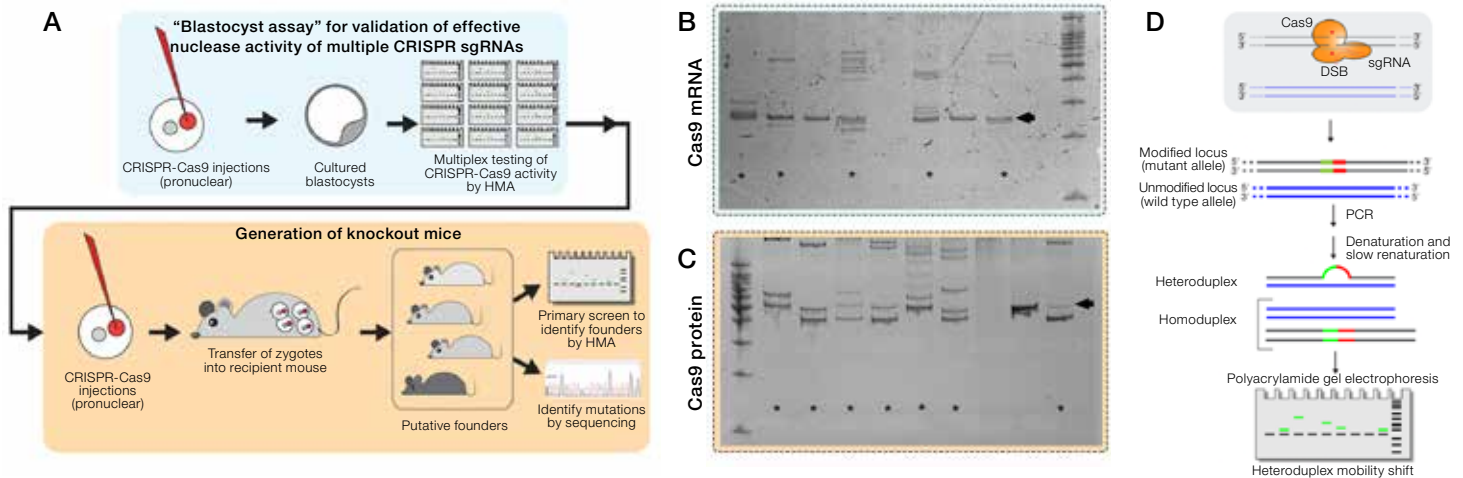 A
“Blastocyst assay” for validation of effective
nuclease activity of multiple CRISPR sgRNAs
CRISPR-Cas9 injections
(pronuclear)
Cultured
blastocysts
Multiplex testing of
CRISPR-Cas9 activity
by HMA
Generation of knockout mice
CRISPR-Cas9
injections
(pronuclear)
Transfer of zygotes
into recipient mouse
Putative founders
Primary screen to
identify founders
by HMA
Identify mutations
by sequencing
B
Cas9 mRNA
C
Cas9 protein
D
Cas9
sgRNA
DSB
Modified locus
(mutant allele)
Unmodified locus
(wild type allele)
PCR
Denaturation and
slow renaturation
Heteroduplex
Homoduplex
Polyacrylamide gel electrophoresis
Heteroduplex mobility shift